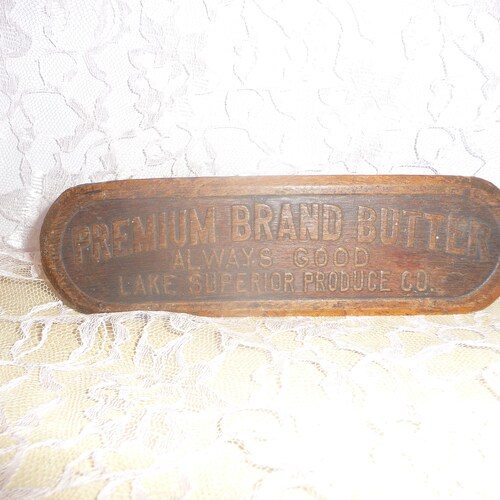 PREMIUM BRAND BUTTER
ALWAYS GOOD
LAKE SUPERIOR PRODUCE CO.